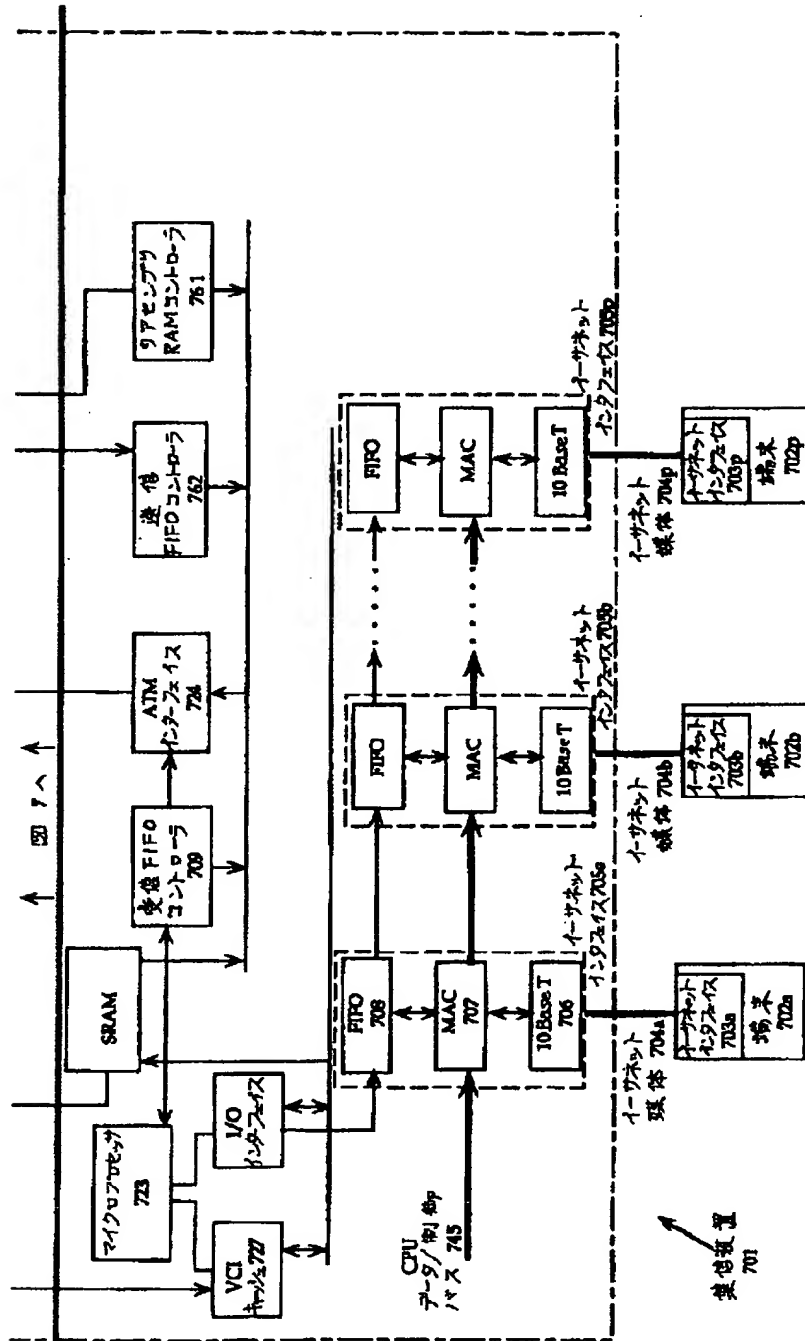 図 7 へ
SRAM
マイクロプロセッサ
723
受信 FIFO
コントローラ
709
ATM
インターフェイス
724
送信
FIFOコントローラ
762
リアセンブリ
RAMコントローラ
761
VCI
キャッシュ727
I/O
インターフェイス
FIFO
708
MAC
707
10 Base T
706
FIFO
MAC
10 Base T
FIFO
MAC
10 Base T
CPU
データ/制御
バス 745
イーサネット
インタフェイス705a
イーサネット
インタフェイス705b
イーサネット
インタフェイス705p
イーサネット
媒体 704a
イーサネット
媒体 704b
イーサネット
媒体 704p
イーサネット
インタフェイス
703a
端末
702a
イーサネット
インタフェイス
703b
端末
702b
イーサネット
インタフェイス
703p
端末
702p
集信装置
701